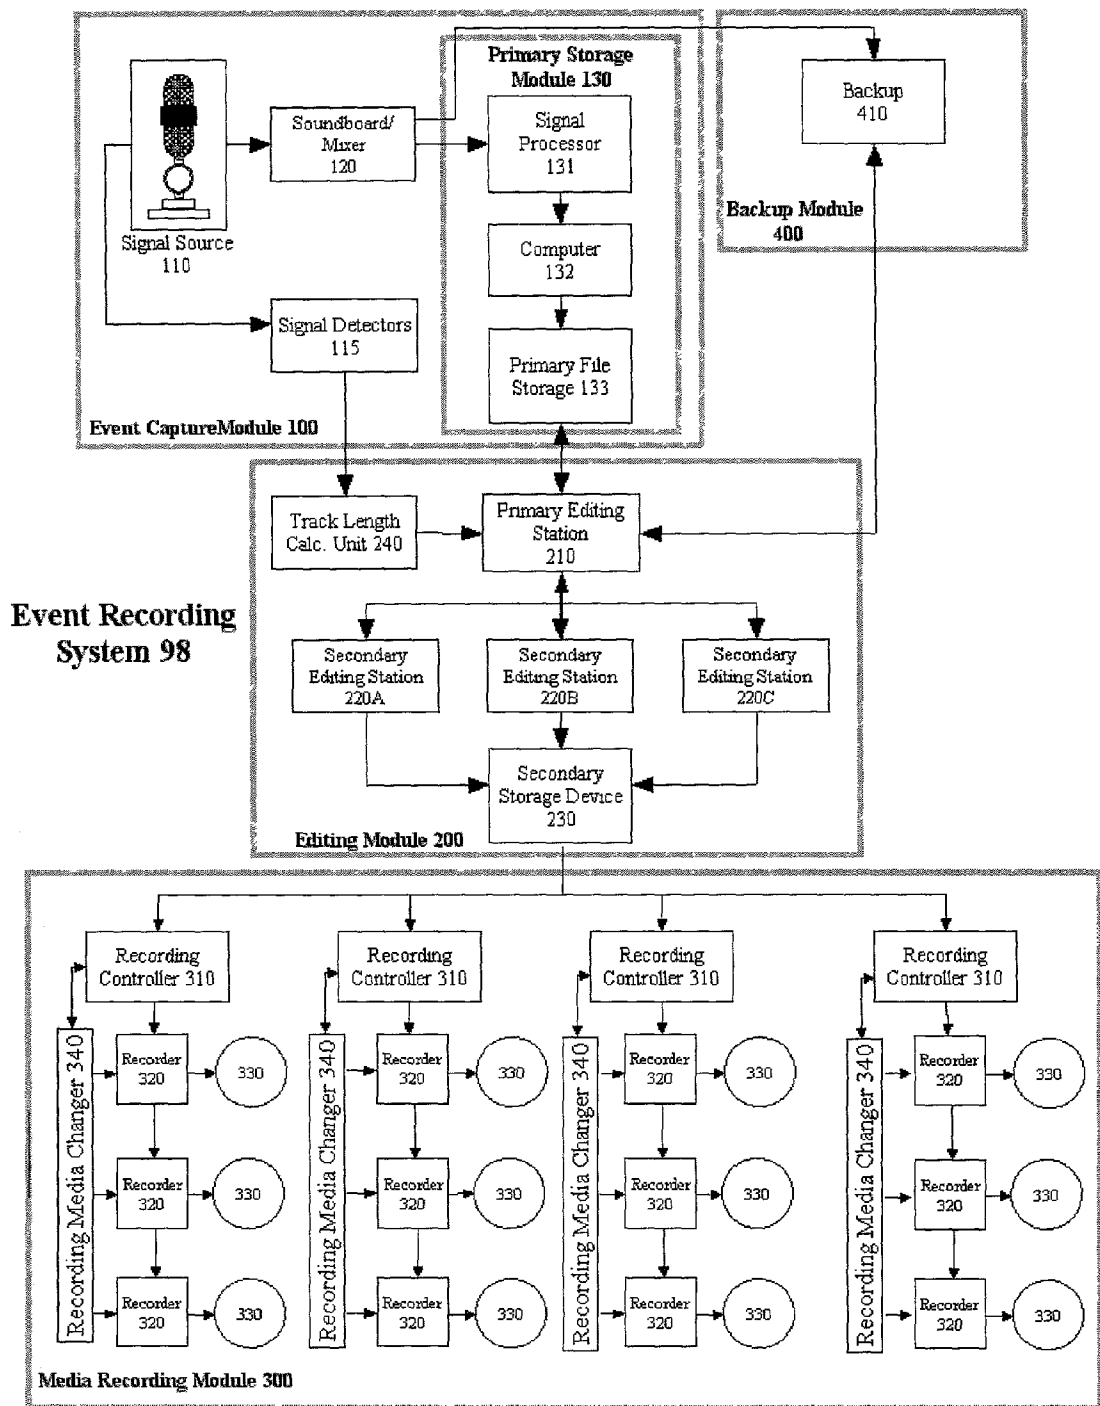 Primary Storage
Module 130
Backup
410
Soundboard/
Mixer
120
Signal
Processor
131
Backup Module
400
Signal Source
110
Computer
132
Signal Detectors
115
Primary File
Storage 133
Event CaptureModule 100
Track Length
Calc. Unit 240
Primary Editing
Station
210
Event Recording
System 98
Secondary
Editing Station
220A
Secondary
Editing Station
220B
Secondary
Editing Station
220C
Secondary
Storage Device
230
Editing Module 200
Recording
Controller 310
Recording
Controller 310
Recording
Controller 310
Recording
Controller 310
Recording Media Changer 340
Recorder
320
330
Recorder
320
330
Recorder
320
330
Recording Media Changer 340
Recorder
320
330
Recorder
320
330
Recorder
320
330
Recording Media Changer 340
Recorder
320
330
Recorder
320
330
Recorder
320
330
Recording Media Changer 340
Recorder
320
330
Recorder
320
330
Recorder
320
330
Media Recording Module 300